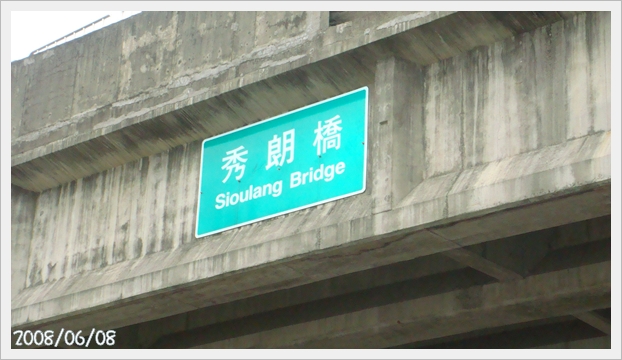 秀朗橋
Sioulang Bridge
2008/06/08